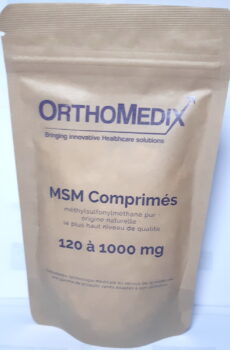 ORTHOMEDIX
Bringing innovative Healthcare solutions
MSM Comprimés
méthylsulfonylméthane pur
origine naturelle
le plus haut niveau de qualité
120 à 1000 mg